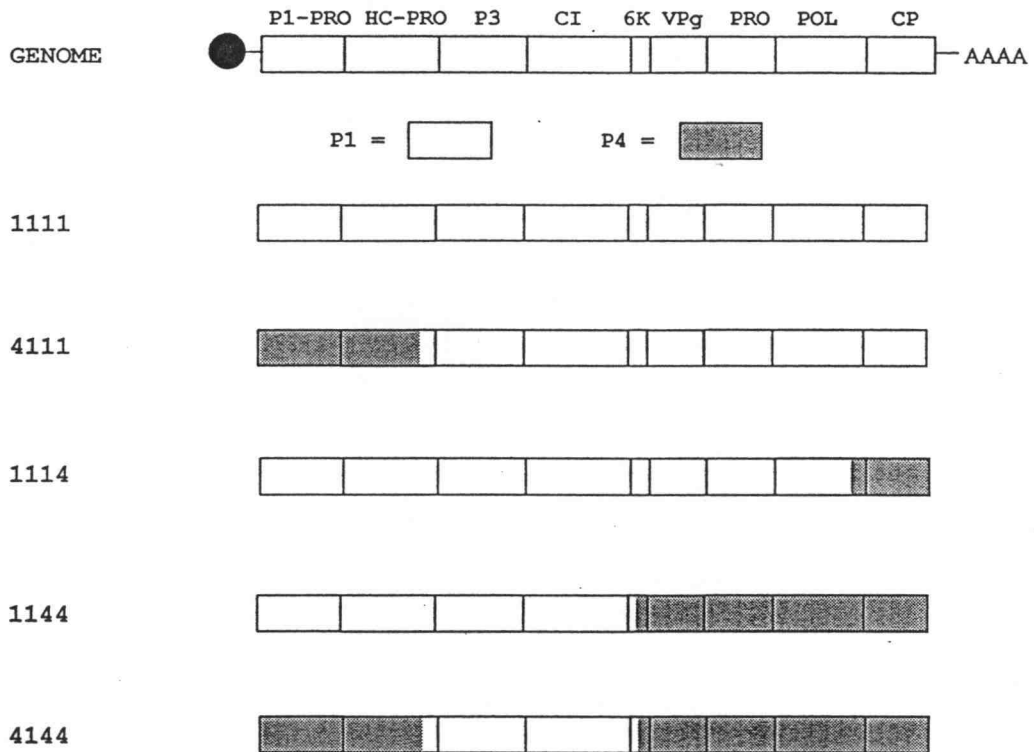 P1-PRO HC-PRO P3 CI 6K VPg PRO POL CP
GENOME AAAA
P1 = P4 =
1111
4111
1114
1144
4144